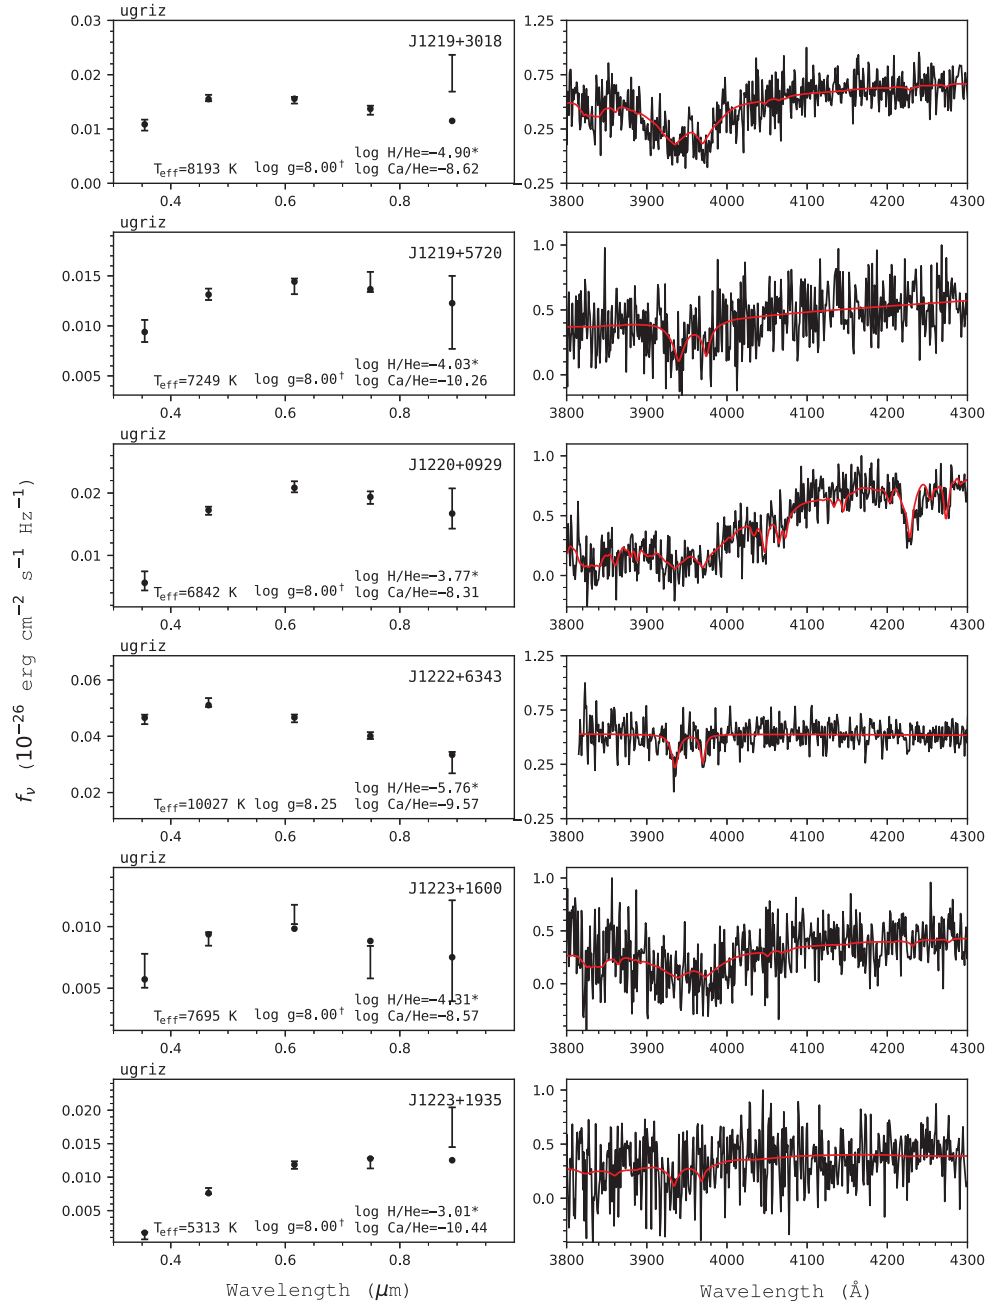 ugriz
J1219+3018
0.03
0.02
0.01
0.00
log H/He=−4.90*
T_eff=8193 K log g=8.00† log Ca/He=−8.62
0.4 0.6 0.8
1.25
0.75
0.25
−0.25
3800 3900 4000 4100 4200 4300
ugriz
J1219+5720
0.015
0.010
0.005
log H/He=−4.03*
T_eff=7249 K log g=8.00† log Ca/He=−10.26
0.4 0.6 0.8
1.0
0.5
0.0
3800 3900 4000 4100 4200 4300
ugriz
J1220+0929
0.02
0.01
log H/He=−3.77*
T_eff=6842 K log g=8.00† log Ca/He=−8.31
0.4 0.6 0.8
1.0
0.5
0.0
3800 3900 4000 4100 4200 4300
f_ν (10⁻²⁶ erg cm⁻² s⁻¹ Hz⁻¹)
ugriz
J1222+6343
0.06
0.04
0.02
log H/He=−5.76*
T_eff=10027 K log g=8.25 log Ca/He=−9.57
0.4 0.6 0.8
1.25
0.75
0.25
−0.25
3800 3900 4000 4100 4200 4300
ugriz
J1223+1600
0.010
0.005
log H/He=−4.31*
T_eff=7695 K log g=8.00† log Ca/He=−8.57
0.4 0.6 0.8
1.0
0.5
0.0
3800 3900 4000 4100 4200 4300
ugriz
J1223+1935
0.020
0.015
0.010
0.005
log H/He=−3.01*
T_eff=5313 K log g=8.00† log Ca/He=−10.44
0.4 0.6 0.8
1.0
0.5
0.0
3800 3900 4000 4100 4200 4300
Wavelength (μm)
Wavelength (Å)